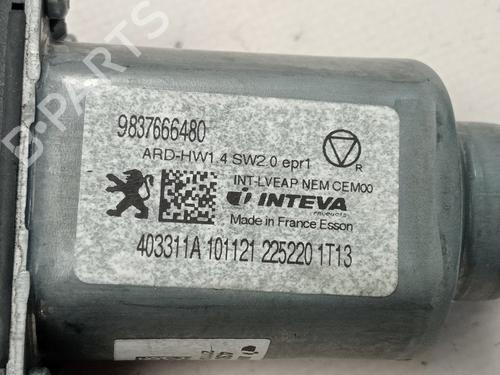 9837666480
ARD-HW1.4 SW2.0 epr1
R
INT-LVEAP NEM CEM00
INTEVA
PRODUCTS
Made in France Esson
403311A 101121 225220 1T13
B-PARTS